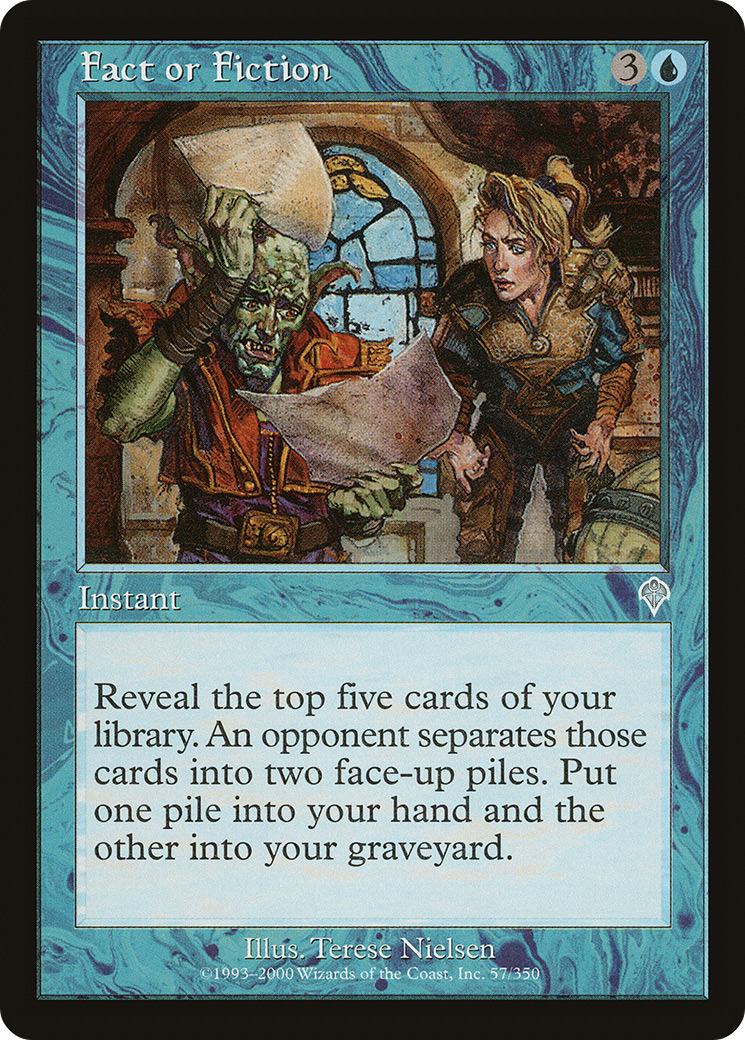 Fact or Fiction 3
Instant
Reveal the top five cards of your
library. An opponent separates those
cards into two face-up piles. Put
one pile into your hand and the
other into your graveyard.
Illus. Terese Nielsen
©1993–2000 Wizards of the Coast, Inc. 57/350